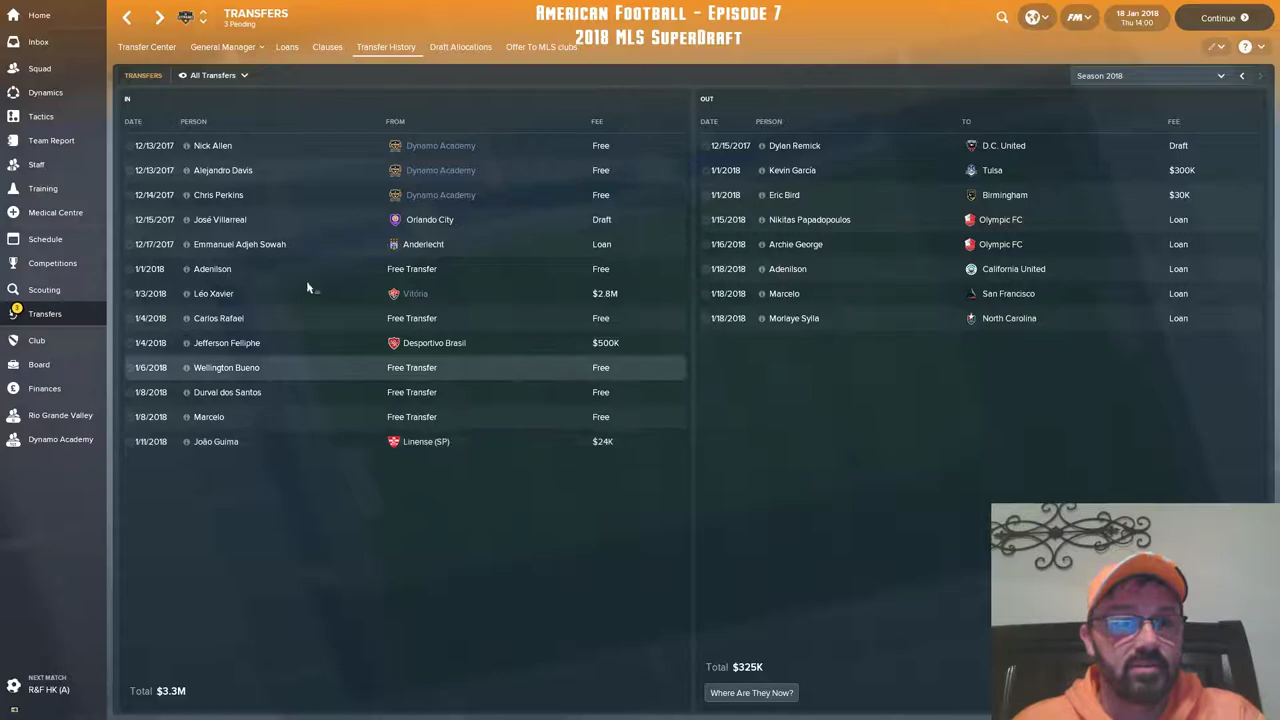 American Football - Episode 7
2018 MLS SuperDraft
TRANSFERS
3 Pending
18 Jan 2018
Thu 14:00
FM
Continue
Transfer Center
General Manager
Loans
Clauses
Transfer History
Draft Allocations
Offer To MLS clubs
Home
Inbox
Squad
Dynamics
Tactics
Team Report
Staff
Training
Medical Centre
Schedule
Competitions
Scouting
3
Transfers
Club
Board
Finances
Rio Grande Valley
Dynamo Academy
NEXT MATCH
R&F HK (A)
TRANSFERS
All Transfers
Season 2018
IN
DATE PERSON FROM FEE
12/13/2017 Nick Allen Dynamo Academy Free
12/13/2017 Alejandro Davis Dynamo Academy Free
12/14/2017 Chris Perkins Dynamo Academy Free
12/15/2017 José Villarreal Orlando City Draft
12/17/2017 Emmanuel Adjeh Sowah Anderlecht Loan
1/1/2018 Adenilson Free Transfer Free
1/3/2018 Léo Xavier Vitória $2.8M
1/4/2018 Carlos Rafael Free Transfer Free
1/4/2018 Jefferson Felliphe Desportivo Brasil $500K
1/6/2018 Wellington Bueno Free Transfer Free
1/8/2018 Durval dos Santos Free Transfer Free
1/8/2018 Marcelo Free Transfer Free
1/11/2018 João Guima Linense (SP) $24K
Total $3.3M
OUT
DATE PERSON TO FEE
12/15/2017 Dylan Remick D.C. United Draft
1/1/2018 Kevin García Tulsa $300K
1/1/2018 Eric Bird Birmingham $30K
1/15/2018 Nikitas Papadopoulos Olympic FC Loan
1/16/2018 Archie George Olympic FC Loan
1/18/2018 Adenilson California United Loan
1/18/2018 Marcelo San Francisco Loan
1/18/2018 Morlaye Sylla North Carolina Loan
Total $325K
Where Are They Now?